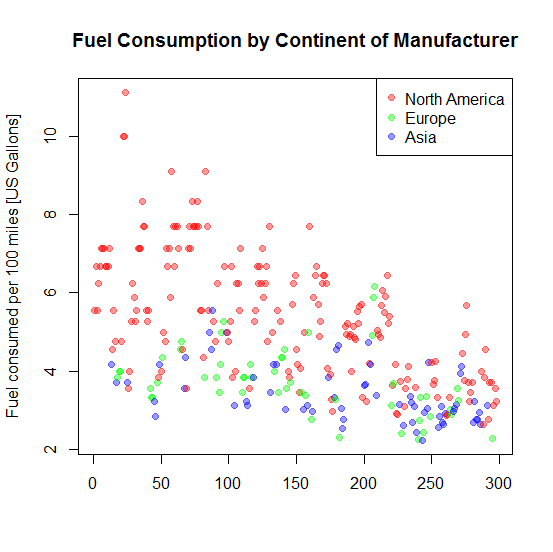 Fuel Consumption by Continent of Manufacturer
North America
Europe
Asia
Fuel consumed per 100 miles [US Gallons]
10
8
6
4
2
0 50 100 150 200 250 300